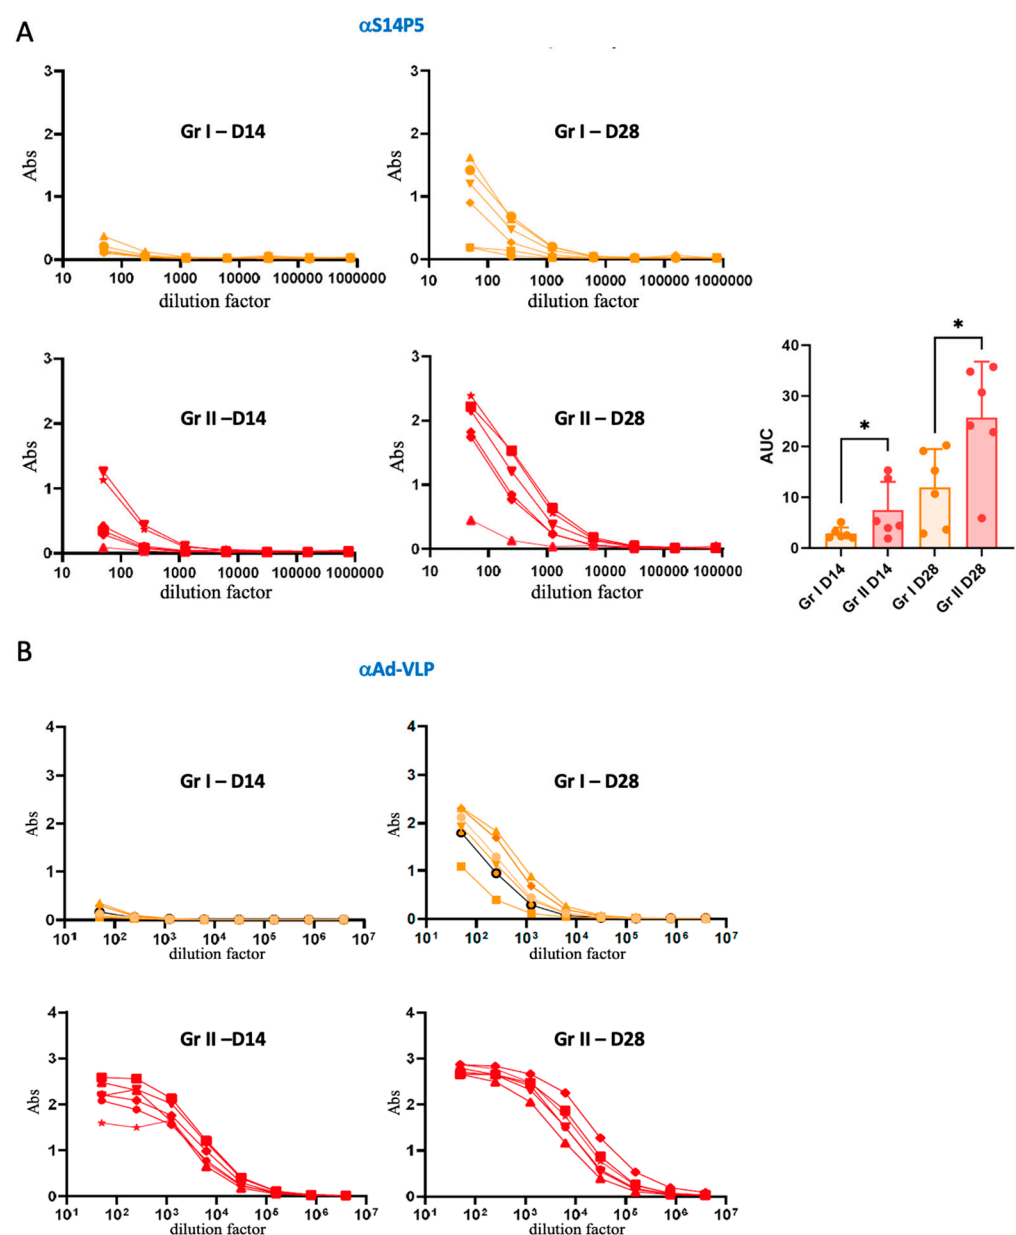 A
αS14P5
3
2
1
0
Abs
Gr I – D14
10 100 1000 10000 100000 1000000
dilution factor
3
2
1
0
Abs
Gr I – D28
10 100 1000 10000 100000 1000000
dilution factor
3
2
1
0
Abs
Gr II –D14
10 100 1000 10000 100000 1000000
dilution factor
3
2
1
0
Abs
Gr II – D28
10 100 1000 10000 100000 1000000
dilution factor
40
30
20
10
0
AUC
*
*
Gr I D14
Gr II D14
Gr I D28
Gr II D28
B
αAd-VLP
4
3
2
1
0
Abs
Gr I – D14
10¹ 10² 10³ 10⁴ 10⁵ 10⁶ 10⁷
dilution factor
4
3
2
1
0
Abs
Gr I – D28
10¹ 10² 10³ 10⁴ 10⁵ 10⁶ 10⁷
dilution factor
4
3
2
1
0
Abs
Gr II –D14
10¹ 10² 10³ 10⁴ 10⁵ 10⁶ 10⁷
dilution factor
4
3
2
1
0
Abs
Gr II – D28
10¹ 10² 10³ 10⁴ 10⁵ 10⁶ 10⁷
dilution factor